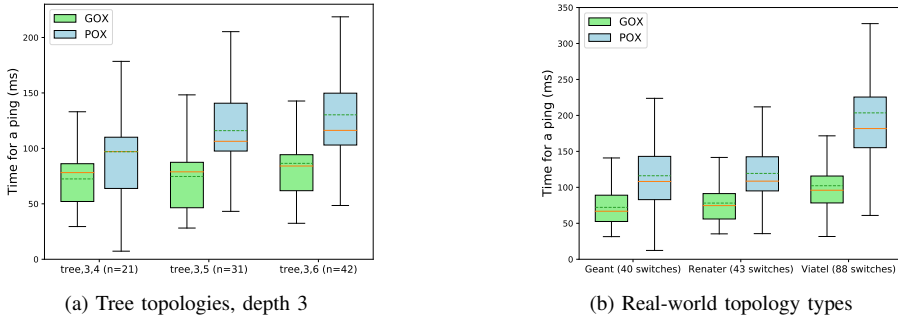 GOX
POX
Time for a ping (ms)
200
150
100
50
0
tree,3,4 (n=21) tree,3,5 (n=31) tree,3,6 (n=42)
(a) Tree topologies, depth 3
GOX
POX
Time for a ping (ms)
350
300
250
200
150
100
50
0
Geant (40 switches) Renater (43 switches) Viatel (88 switches)
(b) Real-world topology types